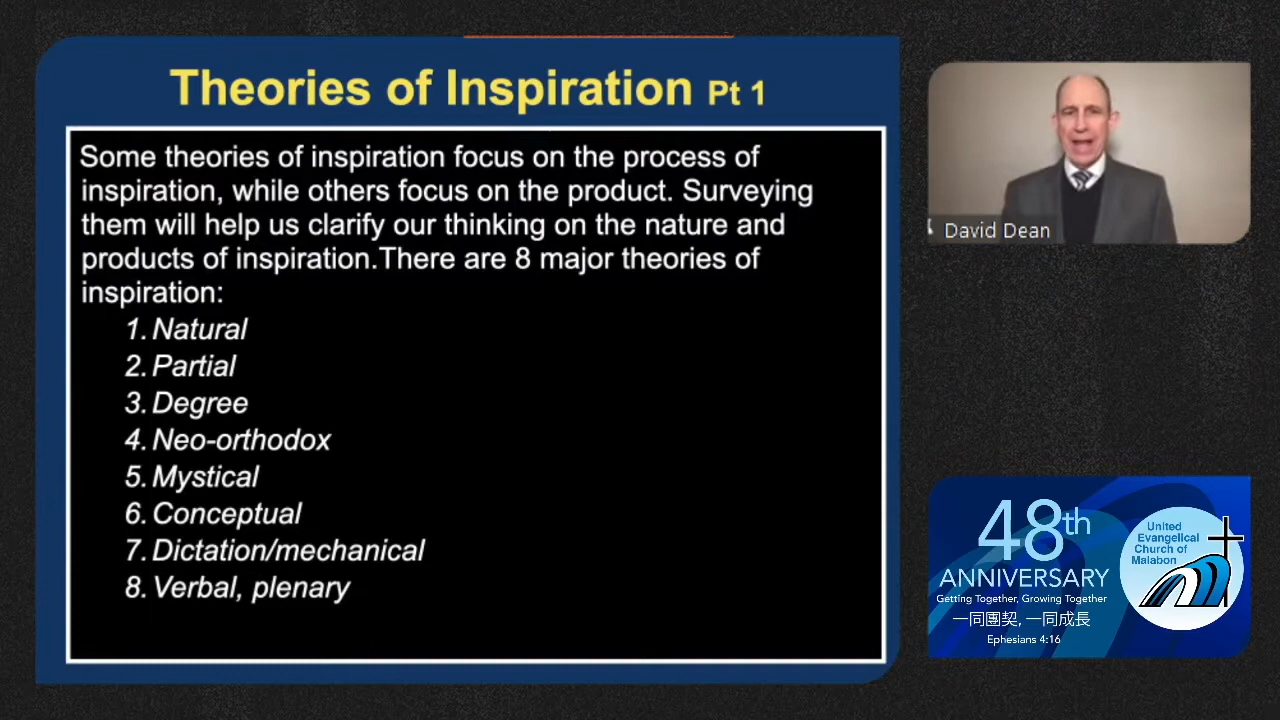 Theories of Inspiration Pt 1
Some theories of inspiration focus on the process of
inspiration, while others focus on the product. Surveying
them will help us clarify our thinking on the nature and
products of inspiration.There are 8 major theories of
inspiration:
1. Natural
2. Partial
3. Degree
4. Neo-orthodox
5. Mystical
6. Conceptual
7. Dictation/mechanical
8. Verbal, plenary
David Dean
48th
ANNIVERSARY
Getting Together, Growing Together
一同團契, 一同成長
Ephesians 4:16
United
Evangelical
Church of
Malabon